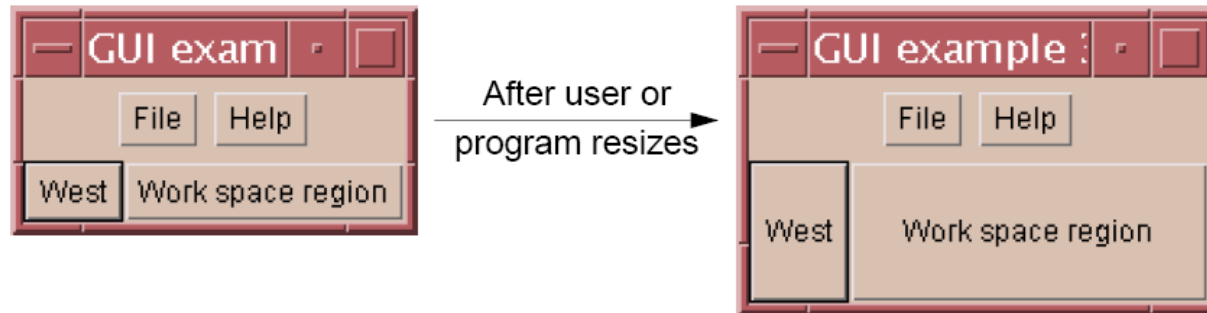 GUI exam
File Help
West Work space region
After user or
program resizes
GUI example
File Help
West Work space region